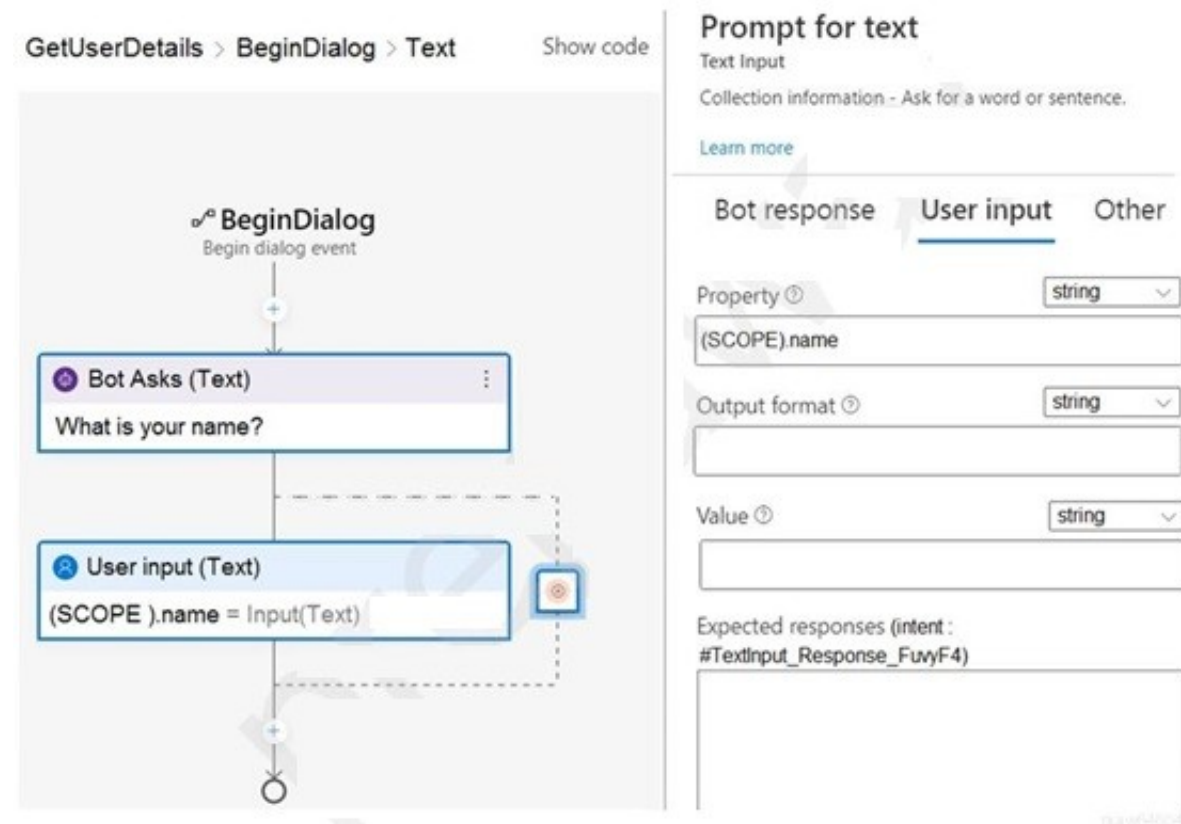 GetUserDetails > BeginDialog > Text
Show code
BeginDialog
Begin dialog event
Bot Asks (Text)
What is your name?
User input (Text)
(SCOPE ).name = Input(Text)
Prompt for text
Text Input
Collection information - Ask for a word or sentence.
Learn more
Bot response
User input
Other
Property
string
(SCOPE).name
Output format
string
Value
string
Expected responses (intent :
#TextInput_Response_FuvyF4)